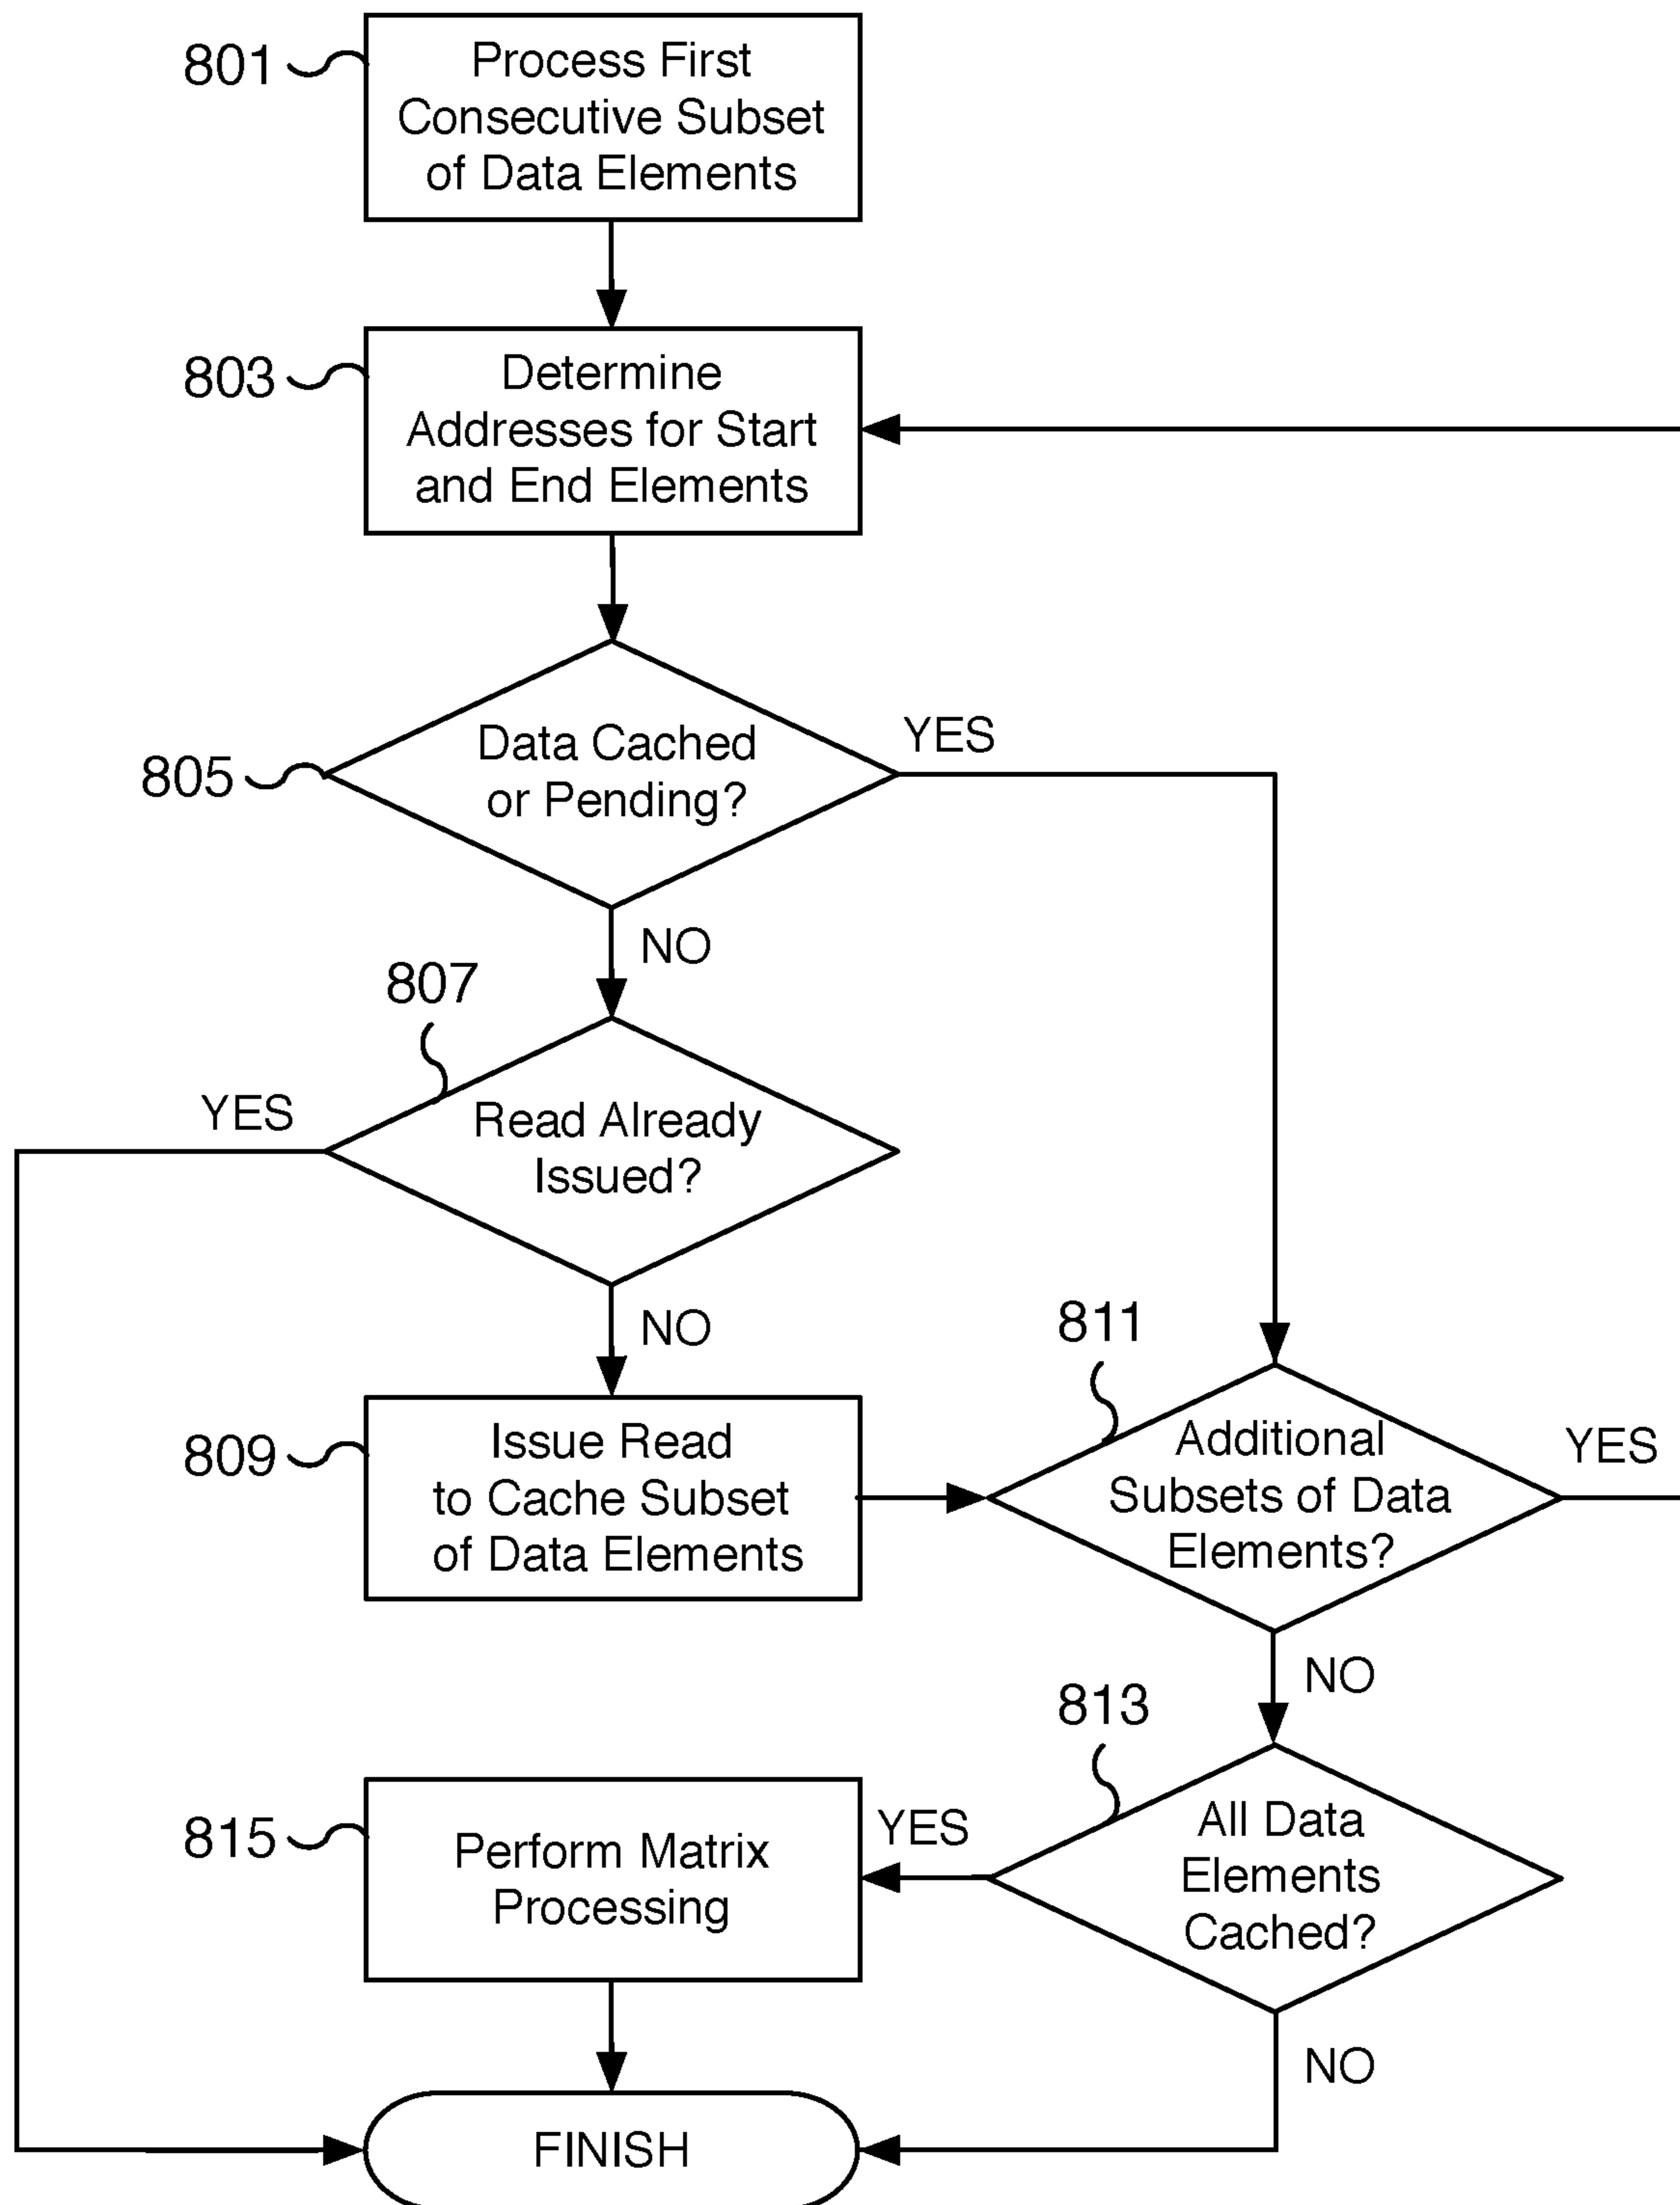 801
Process First
Consecutive Subset
of Data Elements
803
Determine
Addresses for Start
and End Elements
805
Data Cached
or Pending?
YES
NO
807
YES
Read Already
Issued?
NO
809
Issue Read
to Cache Subset
of Data Elements
811
Additional
Subsets of Data
Elements?
YES
NO
813
All Data
Elements
Cached?
YES
NO
815
Perform Matrix
Processing
FINISH